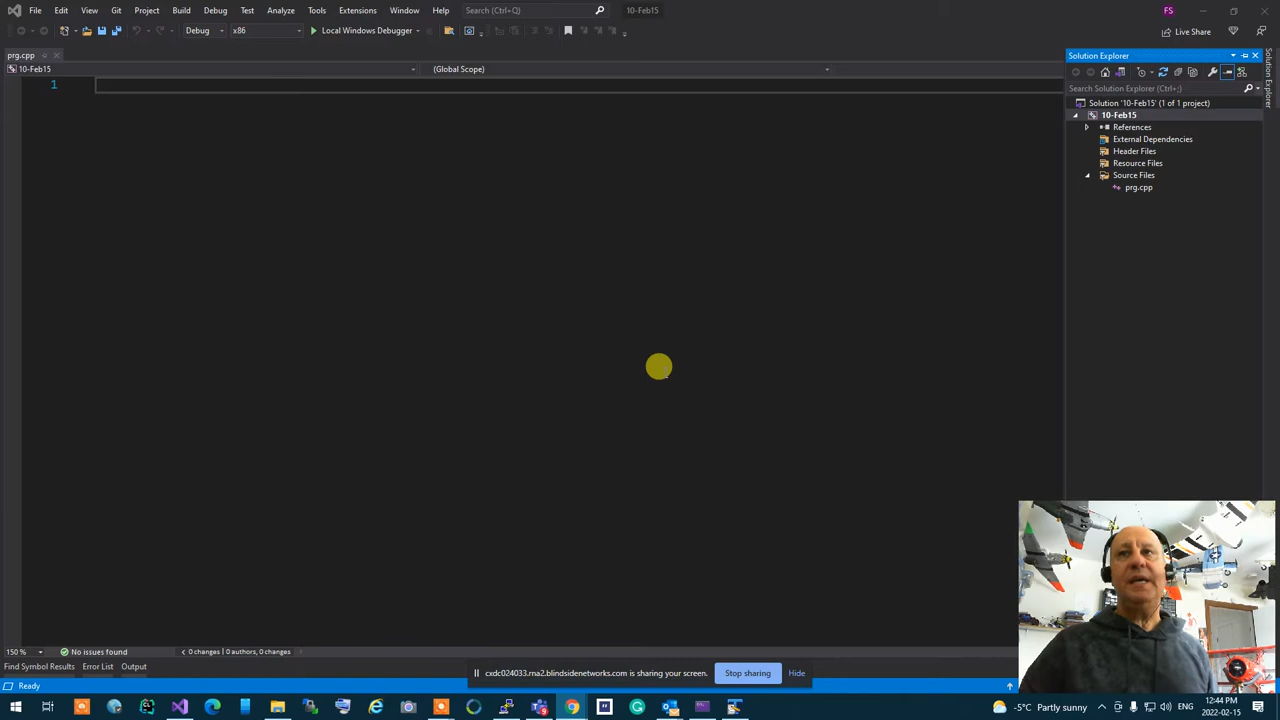 File Edit View Git Project Build Debug Test Analyze Tools Extensions Window Help Search (Ctrl+Q) 10-Feb15 FS
Debug x86 Local Windows Debugger Live Share
prg.cpp
10-Feb15 (Global Scope)
1
Solution Explorer
Search Solution Explorer (Ctrl+;)
Solution '10-Feb15' (1 of 1 project)
10-Feb15
References
External Dependencies
Header Files
Resource Files
Source Files
prg.cpp
Solution Explorer
150 % No issues found 0 changes | 0 authors, 0 changes
Find Symbol Results Error List Output
cxdc024033.rna2.blindsidenetworks.com is sharing your screen. Stop sharing Hide
Ready
-5°C Partly sunny ENG 12:44 PM
2022-02-15